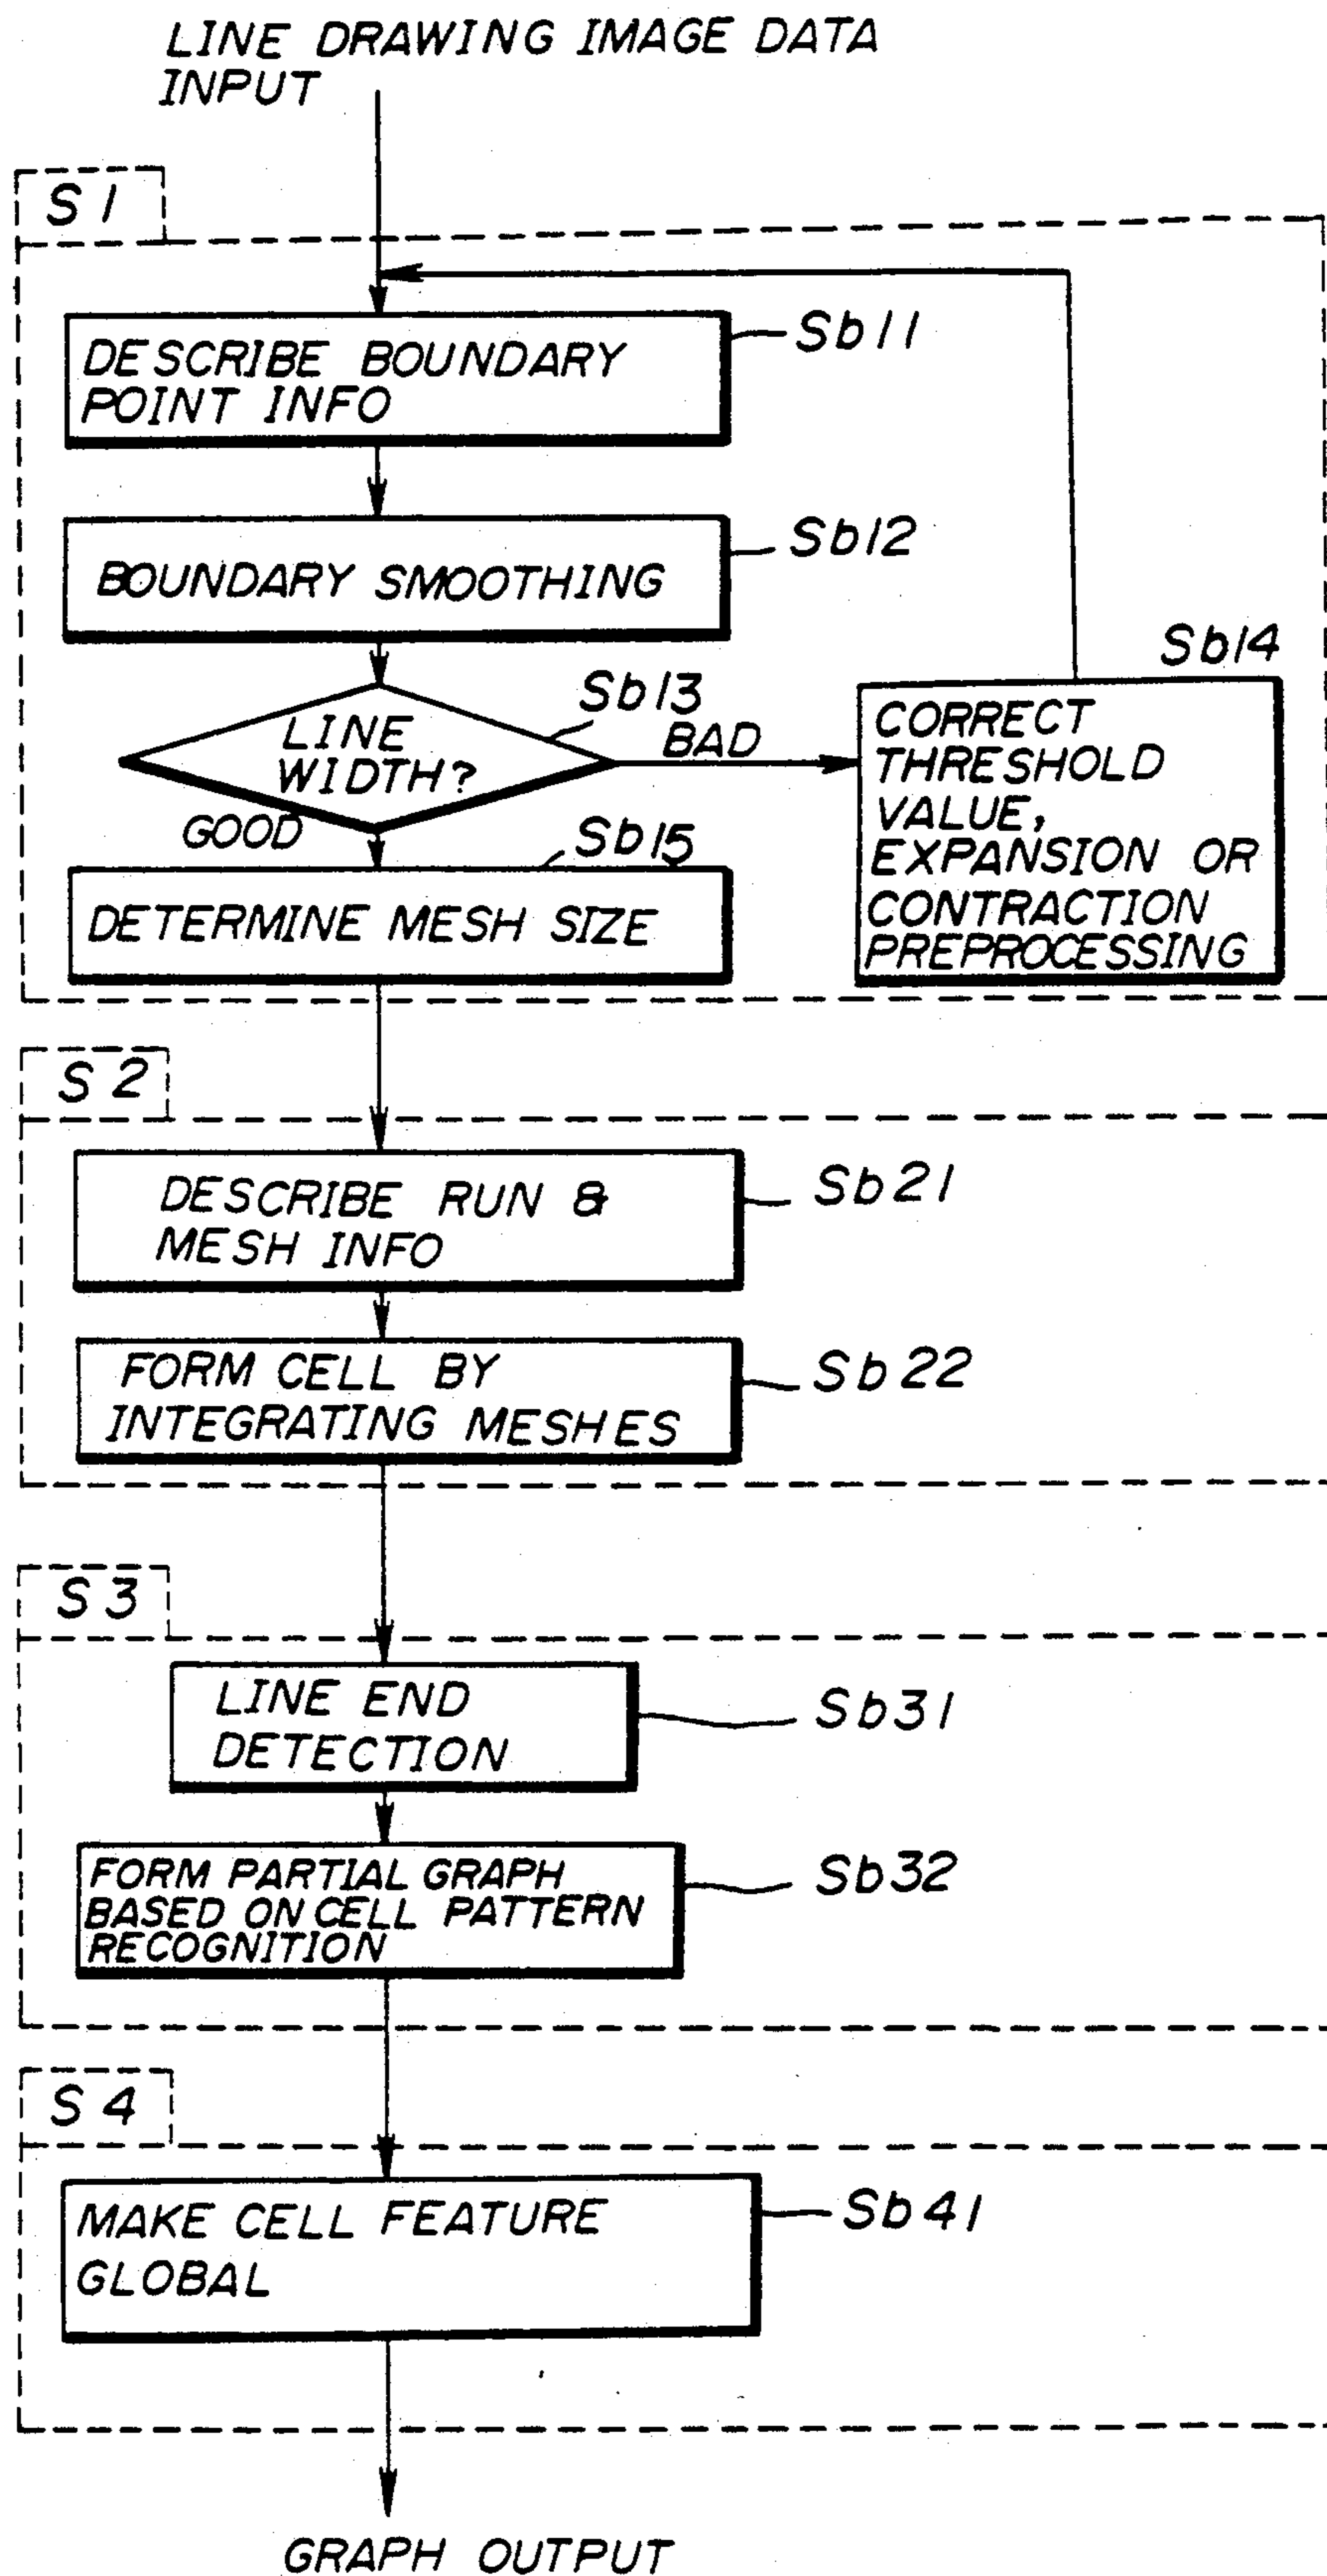 LINE DRAWING IMAGE DATA
INPUT
S1
DESCRIBE BOUNDARY
POINT INFO
Sb11
BOUNDARY SMOOTHING
Sb12
LINE
WIDTH?
Sb13
BAD
GOOD
Sb14
CORRECT
THRESHOLD
VALUE,
EXPANSION OR
CONTRACTION
PREPROCESSING
Sb15
DETERMINE MESH SIZE
S2
DESCRIBE RUN &
MESH INFO
Sb21
FORM CELL BY
INTEGRATING MESHES
Sb22
S3
LINE END
DETECTION
Sb31
FORM PARTIAL GRAPH
BASED ON CELL PATTERN
RECOGNITION
Sb32
S4
MAKE CELL FEATURE
GLOBAL
Sb41
GRAPH OUTPUT